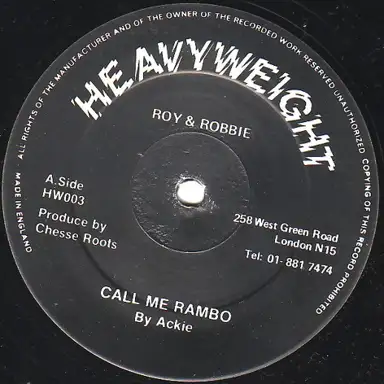 ALL RIGHTS OF THE MANUFACTURER AND OF THE OWNER OF THE RECORDED WORK RESERVED UNAUTHORIZED COPYING OF THIS RECORD PROHIBITED
HEAVYWEIGHT
ROY & ROBBIE
A.Side
HW003
Produce by
Chesse Roots
MADE IN ENGLAND
258 West Green Road
London N15
Tel: 01-881 7474
CALL ME RAMBO
By Ackie